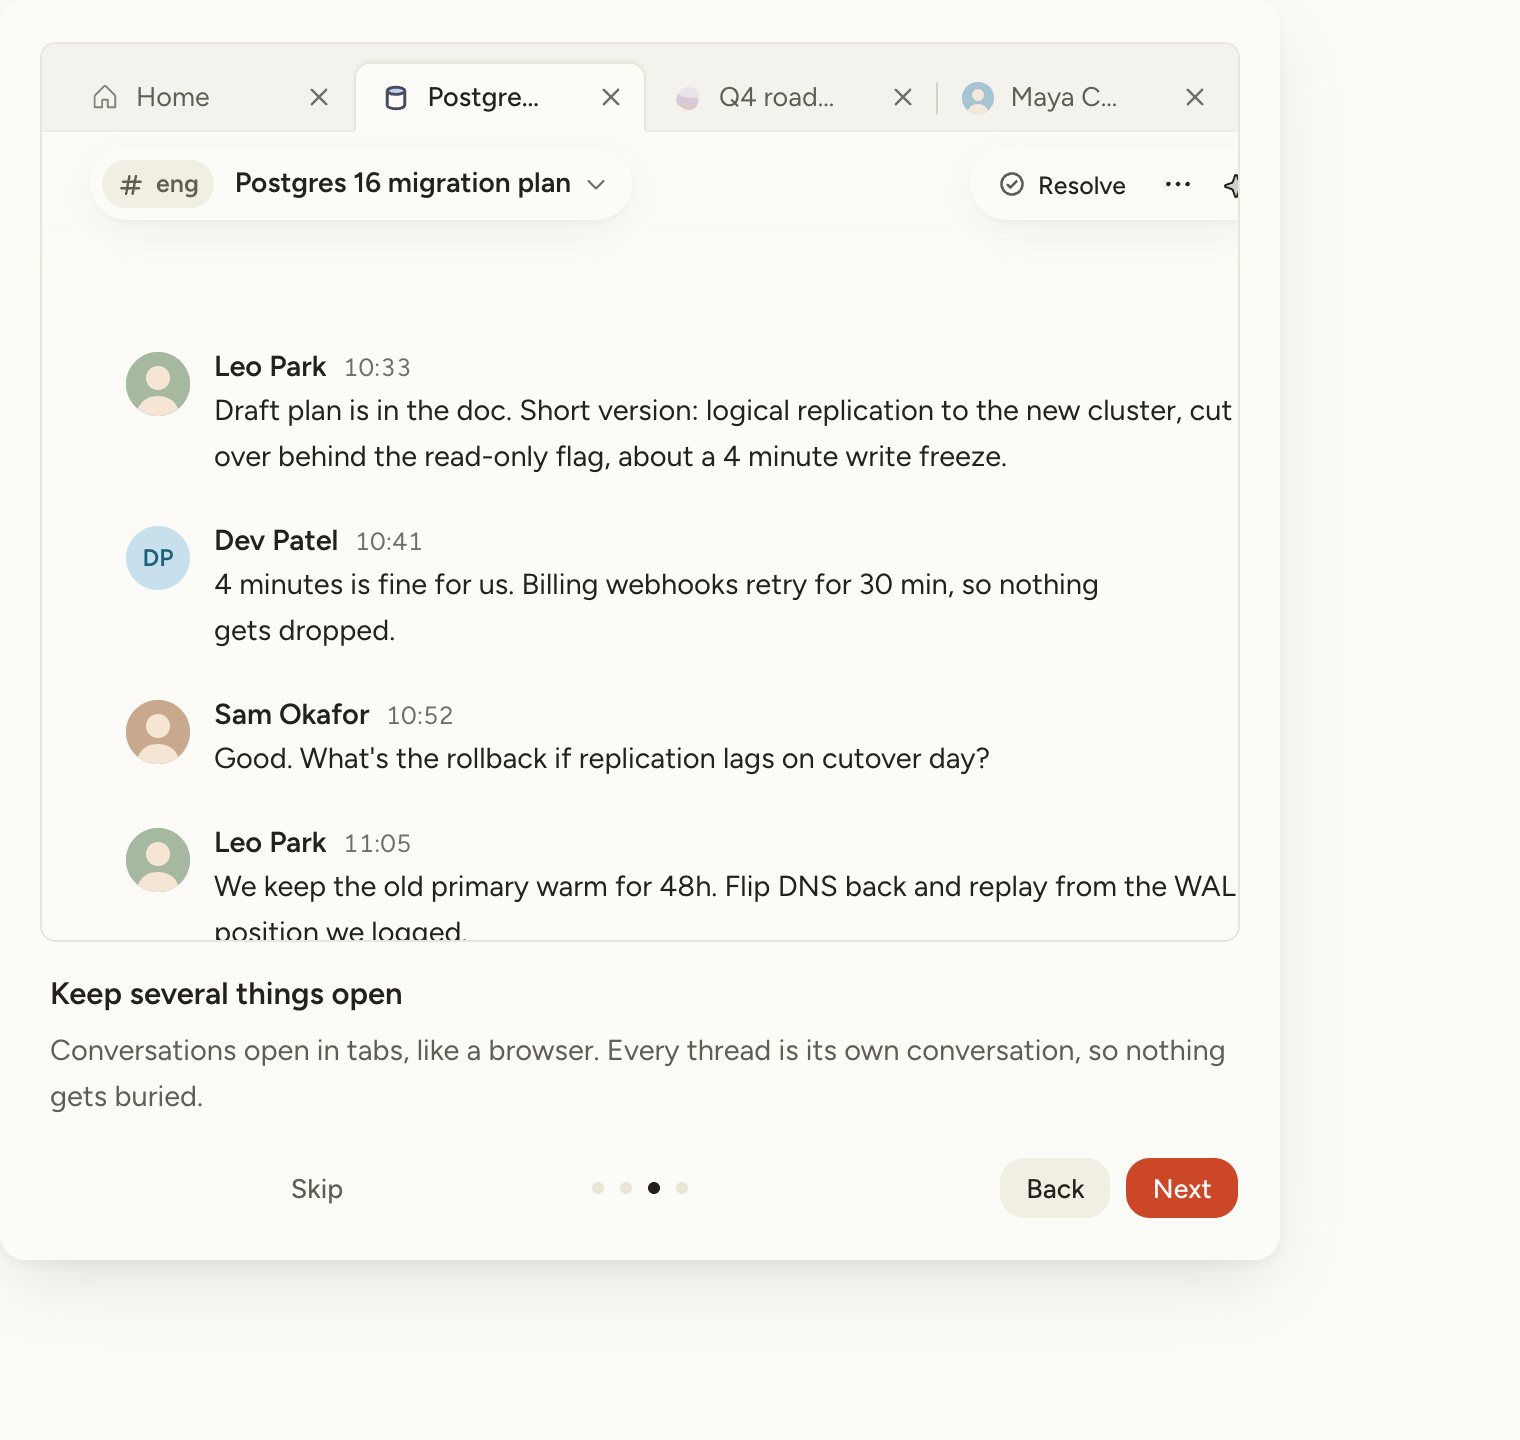 Home
Postgre...
Q4 road...
Maya C...
# eng
Postgres 16 migration plan
Resolve
Leo Park 10:33
Draft plan is in the doc. Short version: logical replication to the new cluster, cut
over behind the read-only flag, about a 4 minute write freeze.
DP
Dev Patel 10:41
4 minutes is fine for us. Billing webhooks retry for 30 min, so nothing
gets dropped.
Sam Okafor 10:52
Good. What's the rollback if replication lags on cutover day?
Leo Park 11:05
We keep the old primary warm for 48h. Flip DNS back and replay from the WAL
position we logged.
Keep several things open
Conversations open in tabs, like a browser. Every thread is its own conversation, so nothing
gets buried.
Skip
Back
Next